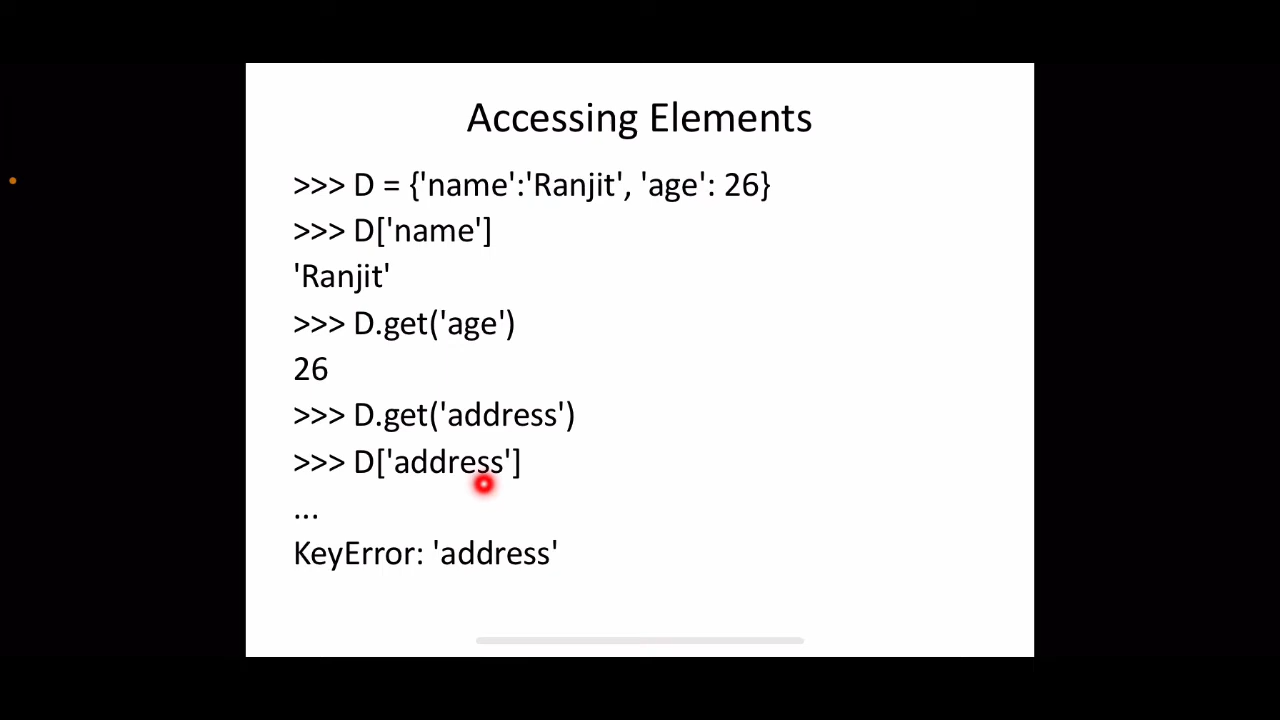 Accessing Elements
>>> D = {'name':'Ranjit', 'age': 26}
>>> D['name']
'Ranjit'
>>> D.get('age')
26
>>> D.get('address')
>>> D['address']
...
KeyError: 'address'